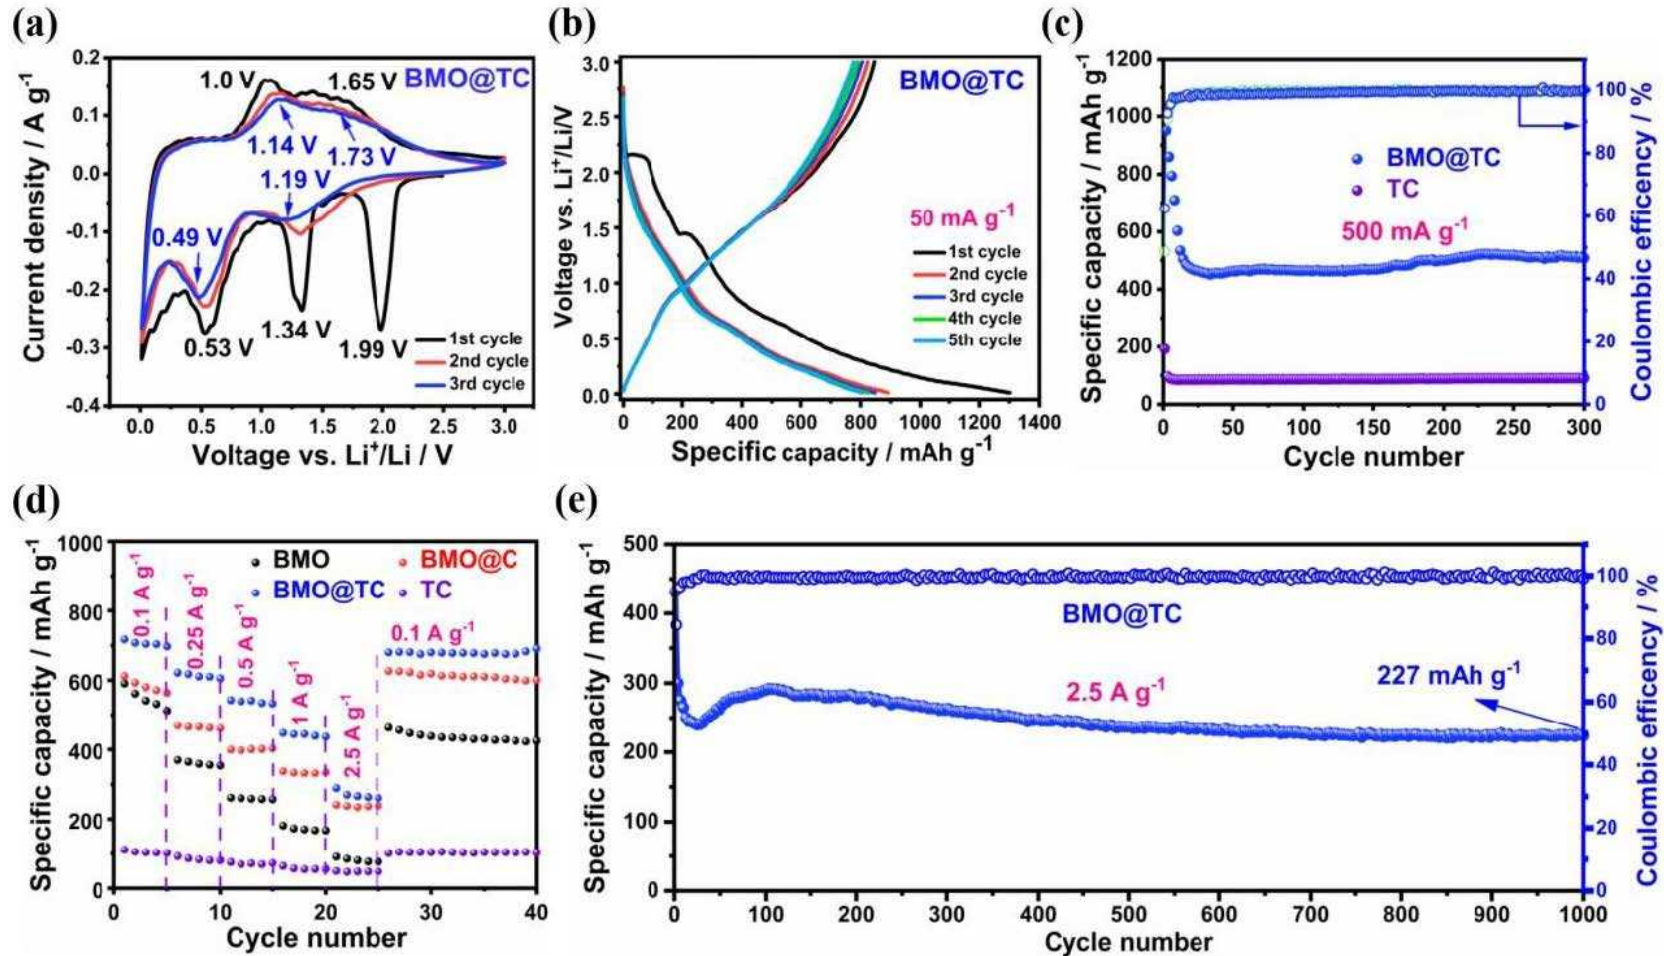 (a)
BMO@TC
1.0 V
1.65 V
1.14 V
1.73 V
1.19 V
0.49 V
0.53 V
1.34 V
1.99 V
1st cycle
2nd cycle
3rd cycle
0.2
0.1
0.0
-0.1
-0.2
-0.3
-0.4
Current density / A g⁻¹
0.0 0.5 1.0 1.5 2.0 2.5 3.0
Voltage vs. Li⁺/Li / V
(b)
BMO@TC
50 mA g⁻¹
1st cycle
2nd cycle
3rd cycle
4th cycle
5th cycle
3.0
2.5
2.0
1.5
1.0
0.5
0.0
Voltage vs. Li⁺/Li/V
0 200 400 600 800 1000 1200 1400
Specific capacity / mAh g⁻¹
(c)
BMO@TC
TC
500 mA g⁻¹
1200
1000
800
600
400
200
0
Specific capacity / mAh g⁻¹
100
80
60
40
20
0
Coulombic efficency / %
0 50 100 150 200 250 300
Cycle number
(d)
BMO
BMO@C
BMO@TC
TC
0.1 A g⁻¹
0.25 A g⁻¹
0.5 A g⁻¹
1 A g⁻¹
2.5 A g⁻¹
0.1 A g⁻¹
1000
800
600
400
200
0
Specific capacity / mAh g⁻¹
0 10 20 30 40
Cycle number
(e)
BMO@TC
2.5 A g⁻¹
227 mAh g⁻¹
500
400
300
200
100
0
Specific capacity / mAh g⁻¹
100
80
60
40
20
0
Coulombic efficency / %
0 100 200 300 400 500 600 700 800 900 1000
Cycle number